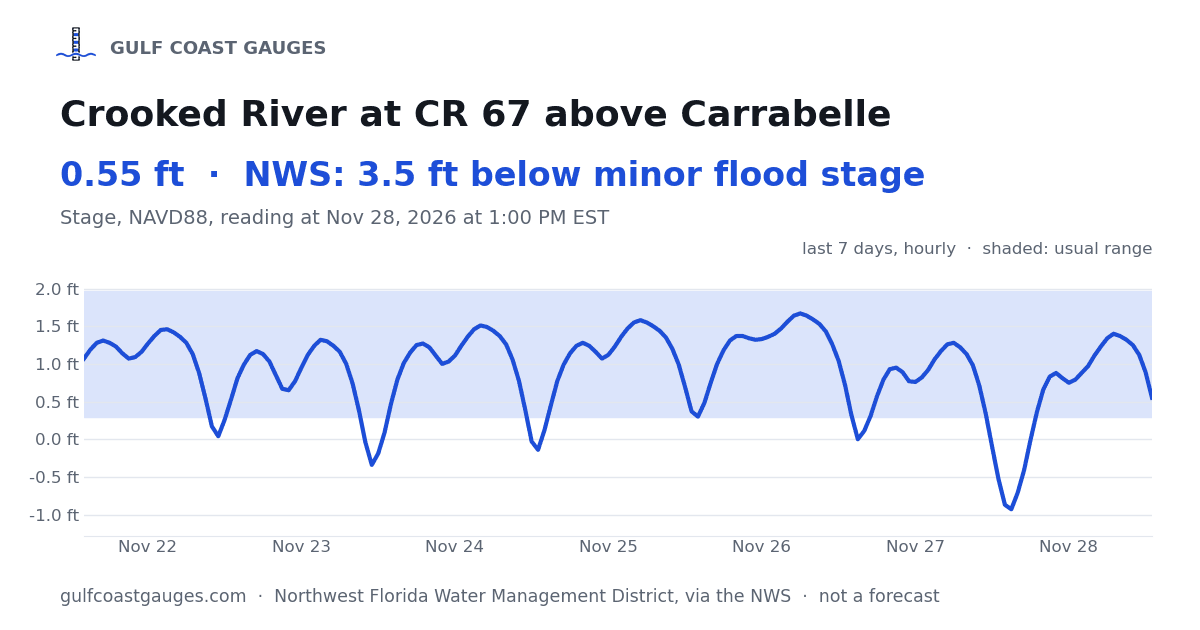 GULF COAST GAUGES
Crooked River at CR 67 above Carrabelle
0.55 ft · NWS: 3.5 ft below minor flood stage
Stage, NAVD88, reading at Nov 28, 2026 at 1:00 PM EST
last 7 days, hourly · shaded: usual range
2.0 ft
1.5 ft
1.0 ft
0.5 ft
0.0 ft
-0.5 ft
-1.0 ft
Nov 22 Nov 23 Nov 24 Nov 25 Nov 26 Nov 27 Nov 28
gulfcoastgauges.com · Northwest Florida Water Management District, via the NWS · not a forecast